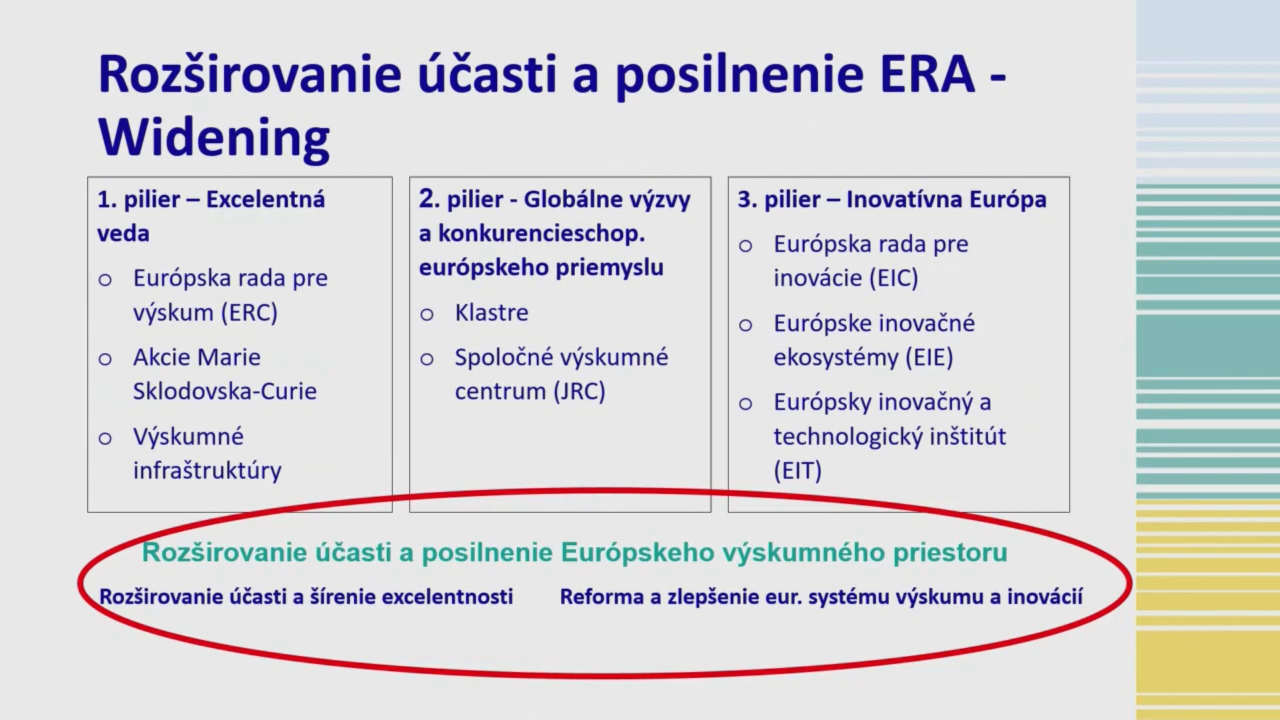 Rozširovanie účasti a posilnenie ERA -
Widening
1. pilier – Excelentná
veda
o Európska rada pre
výskum (ERC)
o Akcie Marie
Sklodovska-Curie
o Výskumné
infraštruktúry
2. pilier - Globálne výzvy
a konkurencieschop.
európskeho priemyslu
o Klastre
o Spoločné výskumné
centrum (JRC)
3. pilier – Inovatívna Európa
o Európska rada pre
inovácie (EIC)
o Európske inovačné
ekosystémy (EIE)
o Európsky inovačný a
technologický inštitút
(EIT)
Rozširovanie účasti a posilnenie Európskeho výskumného priestoru
Rozširovanie účasti a šírenie excelentnosti
Reforma a zlepšenie eur. systému výskumu a inovácií